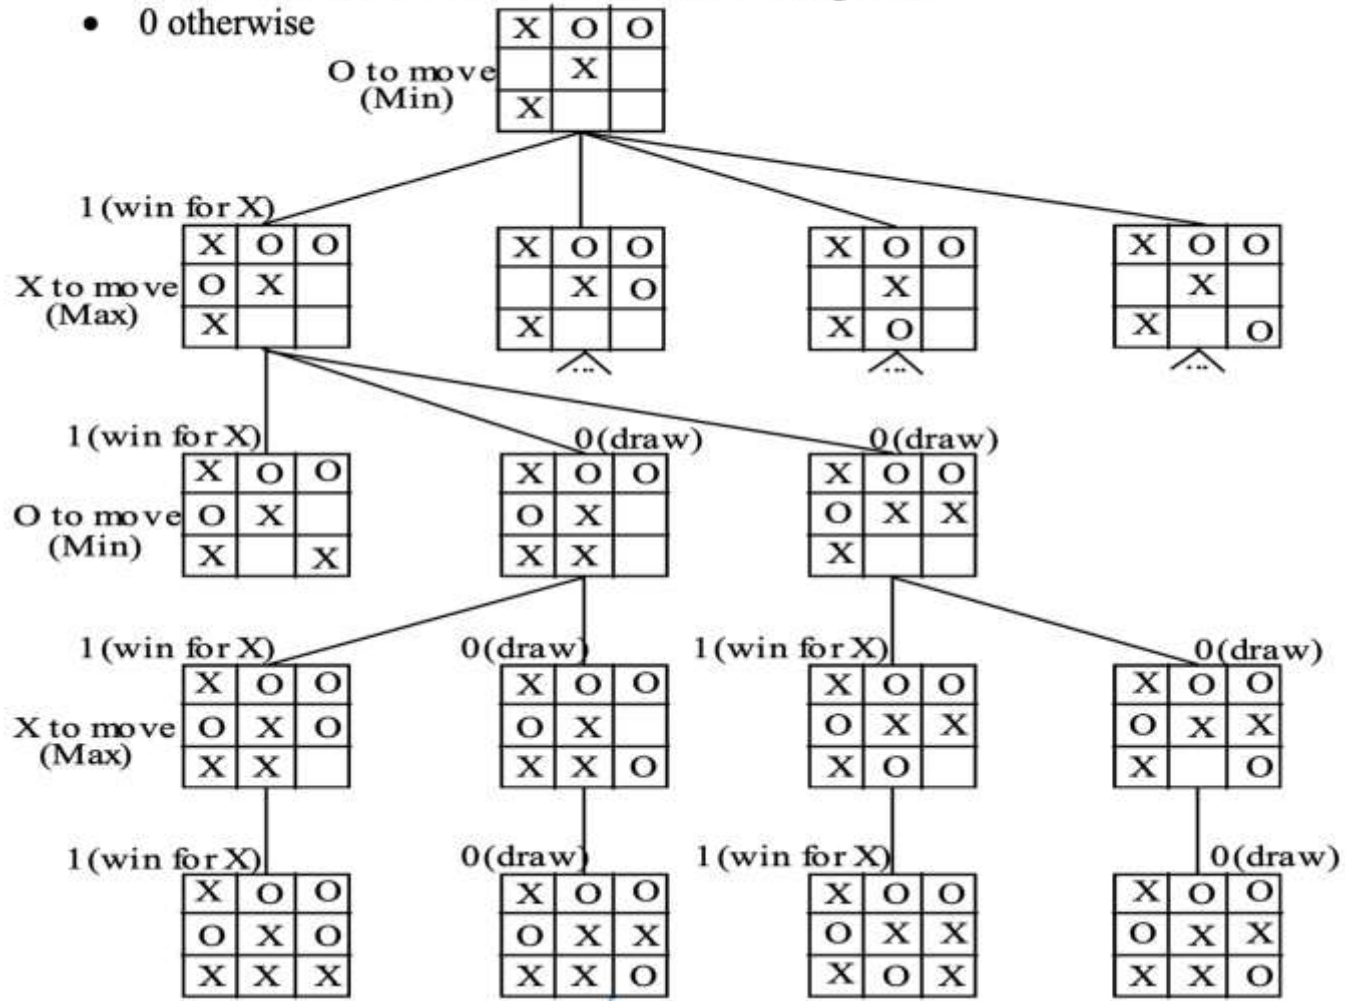 • 0 otherwise
X O O
O to move
X
(Min)
X
1(win for X)
X O O
X O O
X O O
X O O
X to move
O X
X O
X
X
(Max)
X
X
X O
X O
...
...
...
1(win for X)
0(draw)
0(draw)
X O O
X O O
X O O
O to move
O X
O X
O X X
(Min)
X X
X X
X
1(win for X)
0(draw)
1(win for X)
0(draw)
X O O
X O O
X O O
X O O
X to move
O X O
O X
O X X
O X X
(Max)
X X
X X O
X O
X O
1(win for X)
0(draw)
1(win for X)
0(draw)
X O O
X O O
X O O
X O O
O X O
O X X
O X X
O X X
X X X
X X O
X O X
X X O